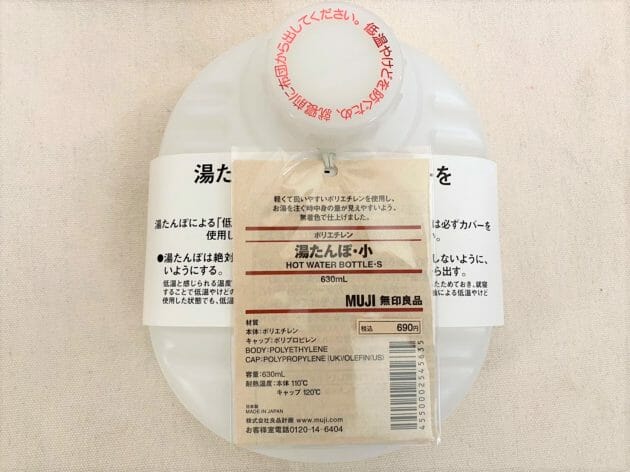 低温やけどを防ぐため、就寝前に布団から出してください。
湯た
を
湯たんぽによる「低
は必ずカバーを
使用し
い。
●湯たんぽは絶対
しないように、
いようにする。
ら出す。
低温と感じられる温度
ためておき、就寝
することで低温やけどの
使用した状態でも、低温
による低温やけど
軽くて扱いやすいポリエチレンを使用し、
お湯を注ぐ時中身の量が見えやすいよう、
無着色で仕上げました。
ポリエチレン
湯たんぽ・小
HOT WATER BOTTLE・S
630mL
MUJI 無印良品
税込 690円
材質
本体:ポリエチレン
キャップ:ポリプロピレン
BODY:POLYETHYLENE
CAP:POLYPROPYLENE (UK)/OLEFIN(US)
容量:630mL
耐熱温度:本体 110℃
キャップ 120℃
日本製
MADE IN JAPAN
株式会社良品計画 www.muji.com
お客様室電話0120-14-6404
4550002545635